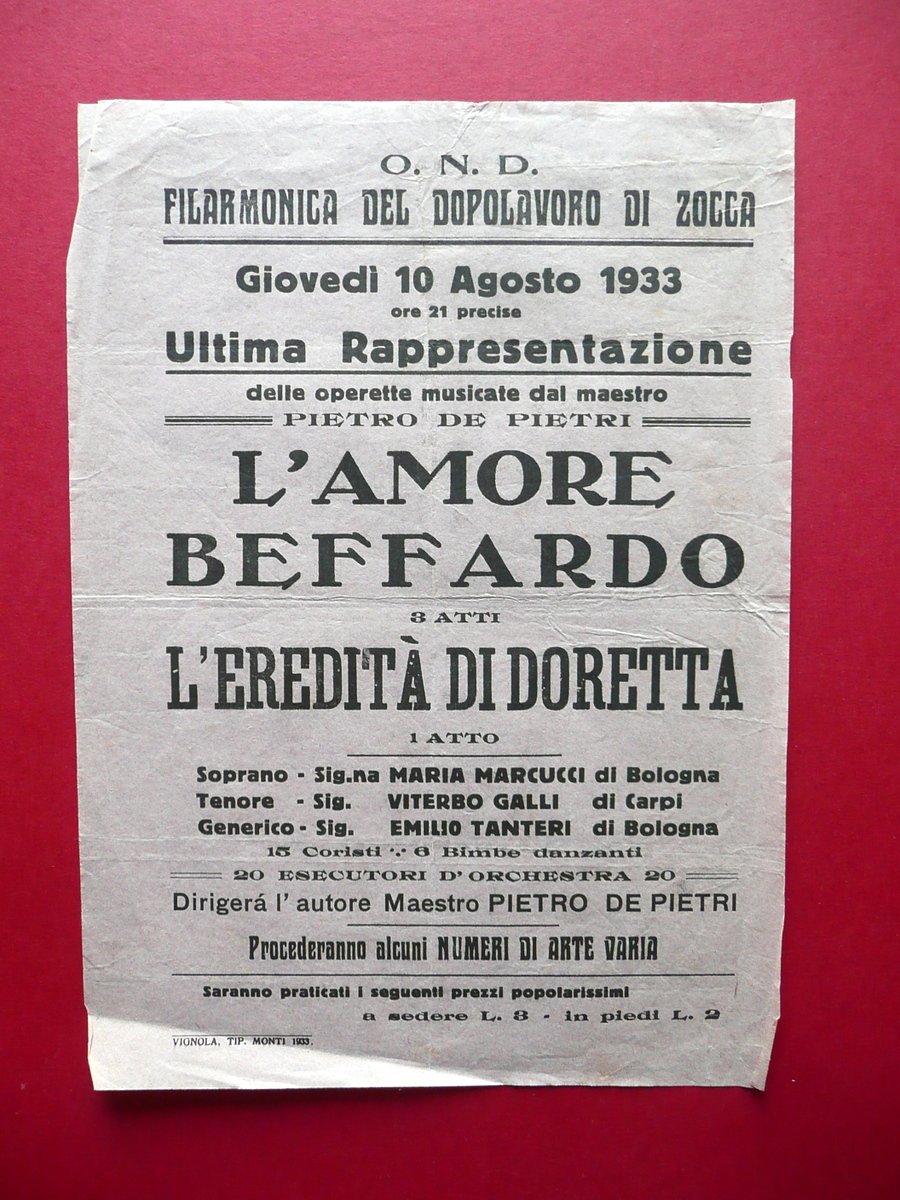 O. N. D.
FILARMONICA DEL DOPOLAVORO DI ZOCCA
Giovedì 10 Agosto 1933
ore 21 precise
Ultima Rappresentazione
delle operette musicate dal maestro
PIETRO DE PIETRI
L'AMORE
BEFFARDO
3 ATTI
L'EREDITÀ DI DORETTA
1 ATTO
Soprano - Sig.na MARIA MARCUCCI di Bologna
Tenore - Sig. VITERBO GALLI di Carpi
Generico - Sig. EMILIO TANTERI di Bologna
15 Coristi ∵ 6 Bimbe danzanti
20 ESECUTORI D'ORCHESTRA 20
Dirigerá l' autore Maestro PIETRO DE PIETRI
Procederanno alcuni NUMERI DI ARTE VARIA
Saranno praticati i seguenti prezzi popolarissimi
a sedere L. 3 - in piedi L. 2
VIGNOLA, TIP. MONTI 1933.